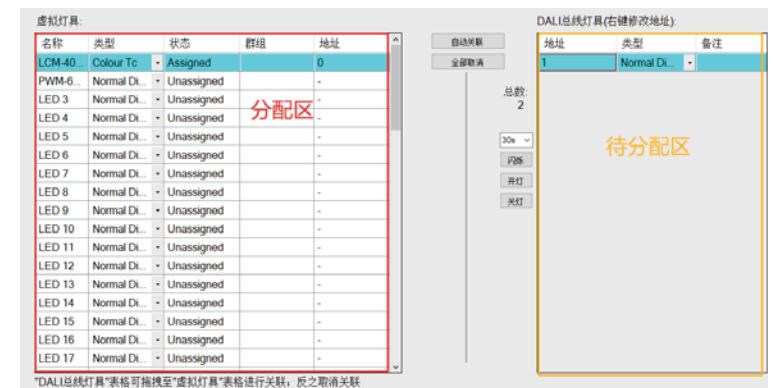 虚拟灯具:
名称 类型 状态 群组 地址
LCM-40... Colour Tc Assigned 0
PWM-6... Normal Di... Unassigned -
LED 3 Normal Di... Unassigned -
LED 4 Normal Di... Unassigned -
LED 5 Normal Di... Unassigned -
LED 6 Normal Di... Unassigned -
LED 7 Normal Di... Unassigned -
LED 8 Normal Di... Unassigned -
LED 9 Normal Di... Unassigned -
LED 10 Normal Di... Unassigned -
LED 11 Normal Di... Unassigned -
LED 12 Normal Di... Unassigned -
LED 13 Normal Di... Unassigned -
LED 14 Normal Di... Unassigned -
LED 15 Normal Di... Unassigned -
LED 16 Normal Di... Unassigned -
LED 17 Normal Di... Unassigned -
分配区
"DALI总线灯具"表格可拖拽至"虚拟灯具"表格进行关联，反之取消关联
自动关联
全部取消
总数:
2
30s
闪烁
开灯
关灯
DALI总线灯具(右键修改地址):
地址 类型 备注
1 Normal Di...
待分配区